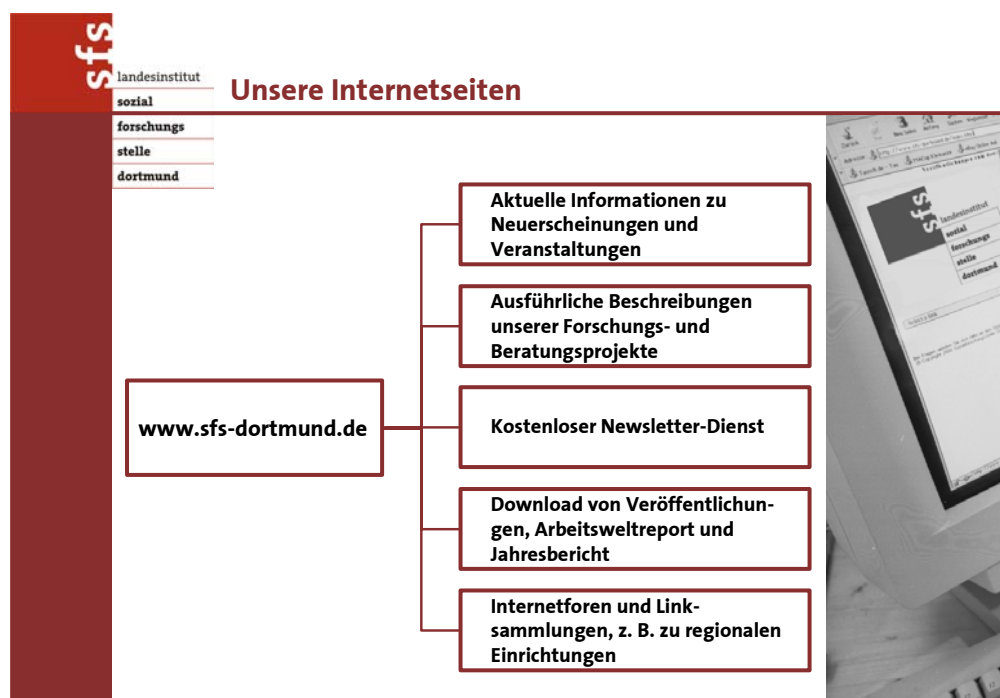 sfs
landesinstitut
sozial
forschungs
stelle
dortmund
Unsere Internetseiten
www.sfs-dortmund.de
Aktuelle Informationen zu
Neuerscheinungen und
Veranstaltungen
Ausführliche Beschreibungen
unserer Forschungs- und
Beratungsprojekte
Kostenloser Newsletter-Dienst
Download von Veröffentlichun-
gen, Arbeitsweltreport und
Jahresbericht
Internetforen und Link-
sammlungen, z. B. zu regionalen
Einrichtungen
Zurück
sfs
landesinstitut
sozial
forschungs
stelle
dortmund